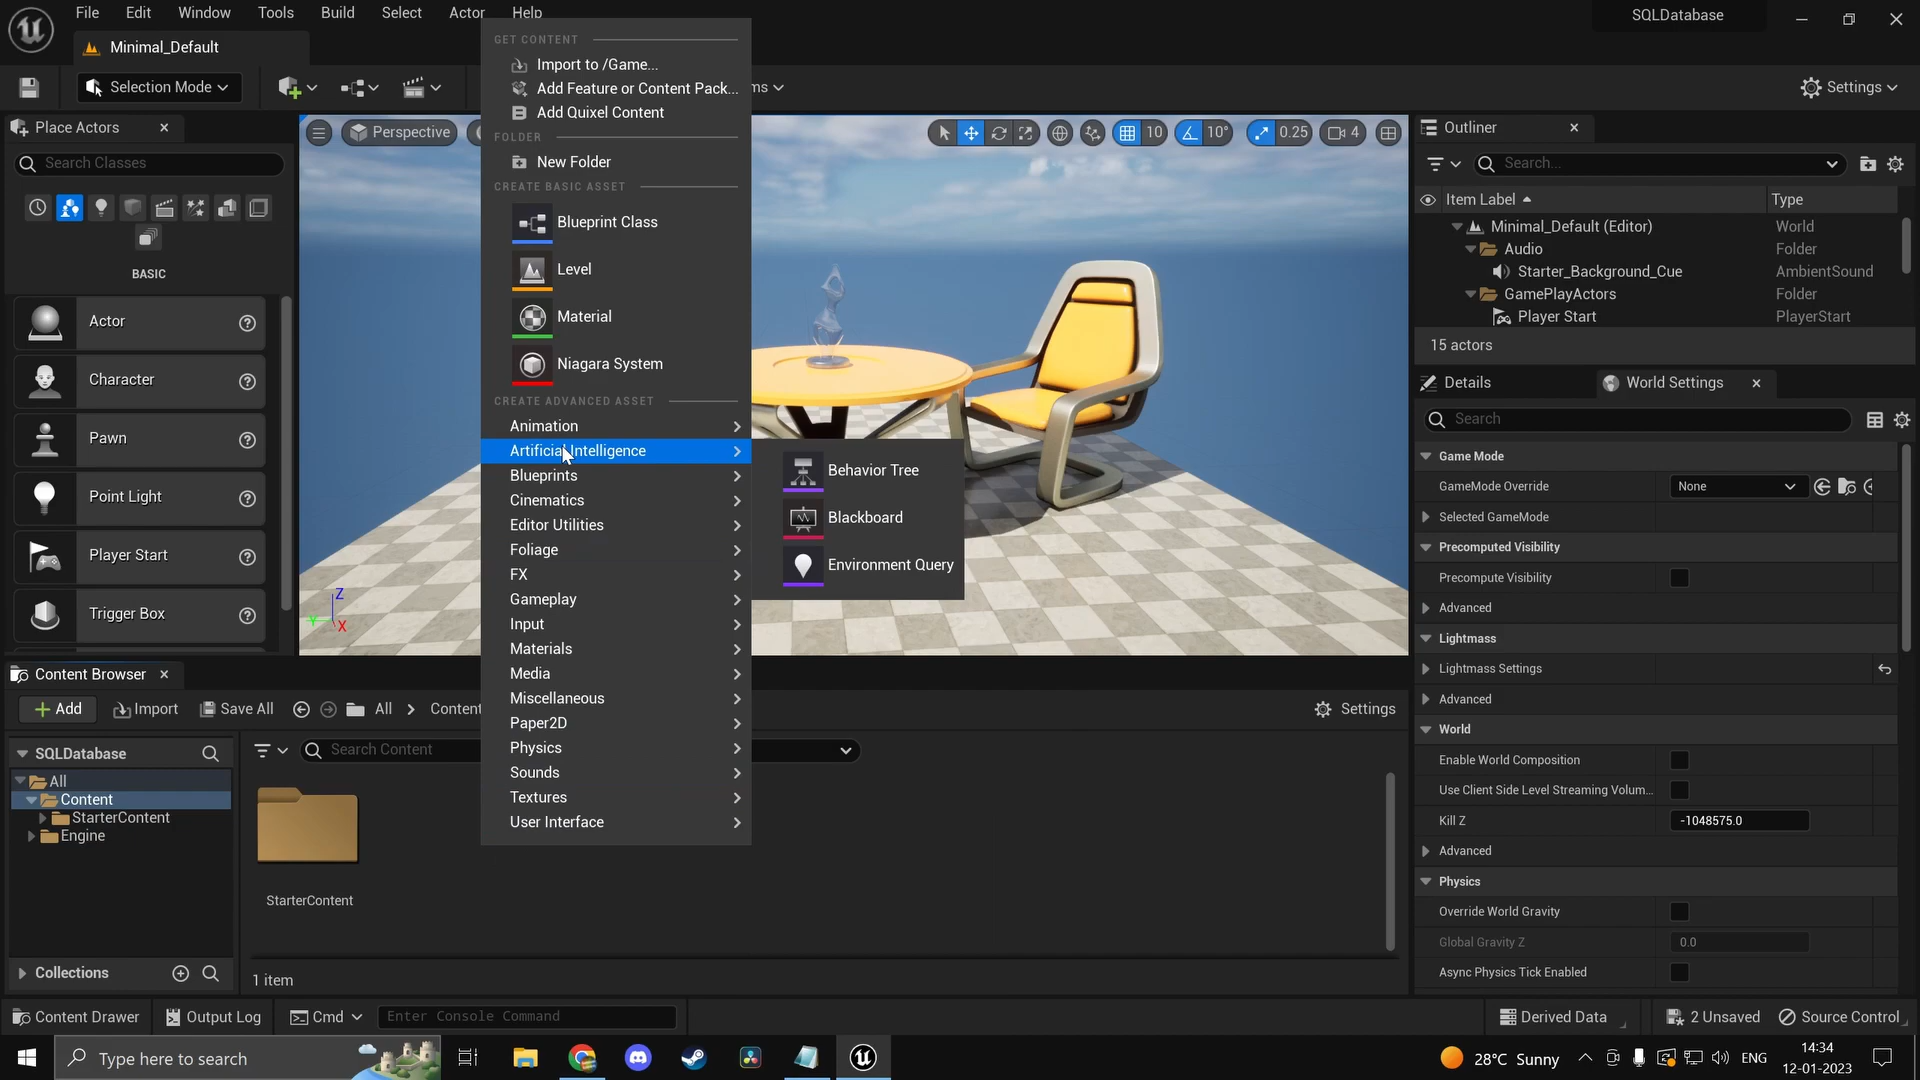 File Edit Window Tools Build Select Actor Help
SQLDatabase
Minimal_Default
Selection Mode
ms
Settings
Place Actors
Search Classes
BASIC
Actor
Character
Pawn
Point Light
Player Start
Trigger Box
Perspective
10
10°
0.25
4
Z
Y
X
GET CONTENT
Import to /Game...
Add Feature or Content Pack...
Add Quixel Content
FOLDER
New Folder
CREATE BASIC ASSET
Blueprint Class
Level
Material
Niagara System
CREATE ADVANCED ASSET
Animation
Artificial Intelligence
Blueprints
Cinematics
Editor Utilities
Foliage
FX
Gameplay
Input
Materials
Media
Miscellaneous
Paper2D
Physics
Sounds
Textures
User Interface
Behavior Tree
Blackboard
Environment Query
Outliner
Search...
Item Label Type
Minimal_Default (Editor) World
Audio Folder
Starter_Background_Cue AmbientSound
GamePlayActors Folder
Player Start PlayerStart
15 actors
Details World Settings
Search
Game Mode
GameMode Override None
Selected GameMode
Precomputed Visibility
Precompute Visibility
Advanced
Lightmass
Lightmass Settings
Advanced
World
Enable World Composition
Use Client Side Level Streaming Volum...
Kill Z -1048575.0
Advanced
Physics
Override World Gravity
Global Gravity Z 0.0
Async Physics Tick Enabled
Content Browser
Add Import Save All All Content
Settings
SQLDatabase
All
Content
StarterContent
Engine
Collections
Search Content
StarterContent
1 item
Content Drawer Output Log Cmd Enter Console Command Derived Data 2 Unsaved Source Control
Type here to search
28°C Sunny
ENG
14:34
12-01-2023